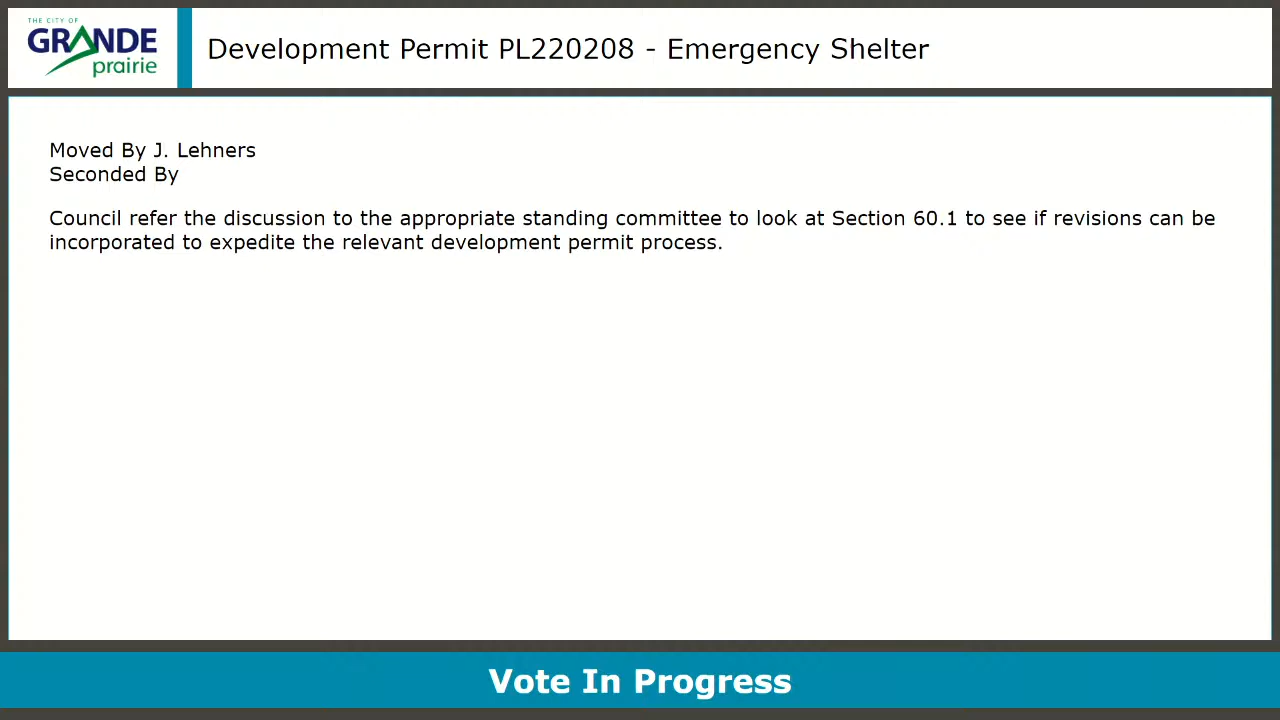 THE CITY OF
GRANDE
prairie
Development Permit PL220208 - Emergency Shelter
Moved By J. Lehners
Seconded By
Council refer the discussion to the appropriate standing committee to look at Section 60.1 to see if revisions can be
incorporated to expedite the relevant development permit process.
Vote In Progress